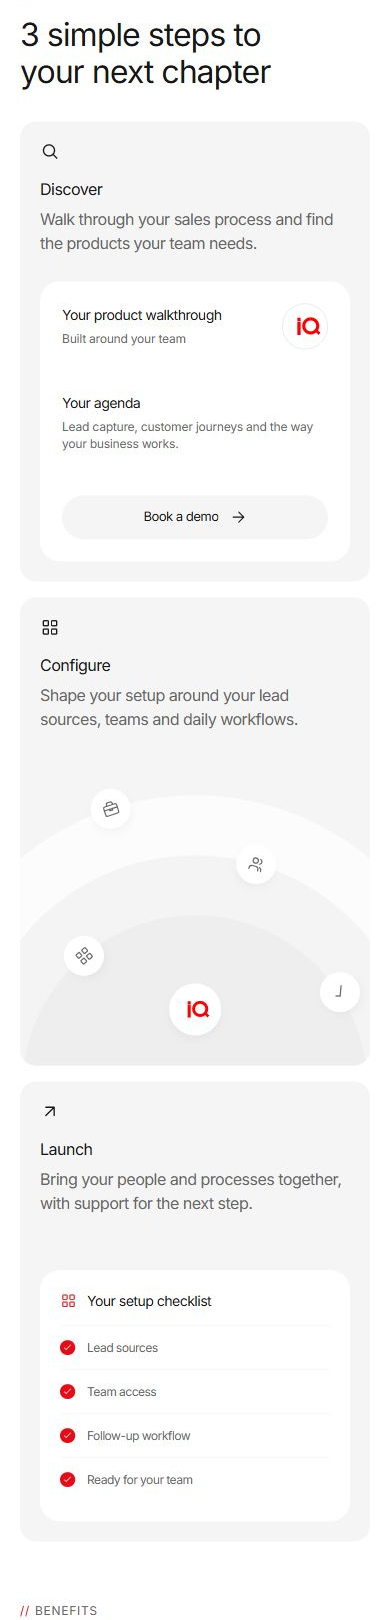 3 simple steps to
your next chapter
Discover
Walk through your sales process and find
the products your team needs.
Your product walkthrough
Built around your team
iQ
Your agenda
Lead capture, customer journeys and the way
your business works.
Book a demo
Configure
Shape your setup around your lead
sources, teams and daily workflows.
iQ
Launch
Bring your people and processes together,
with support for the next step.
Your setup checklist
Lead sources
Team access
Follow-up workflow
Ready for your team
// BENEFITS